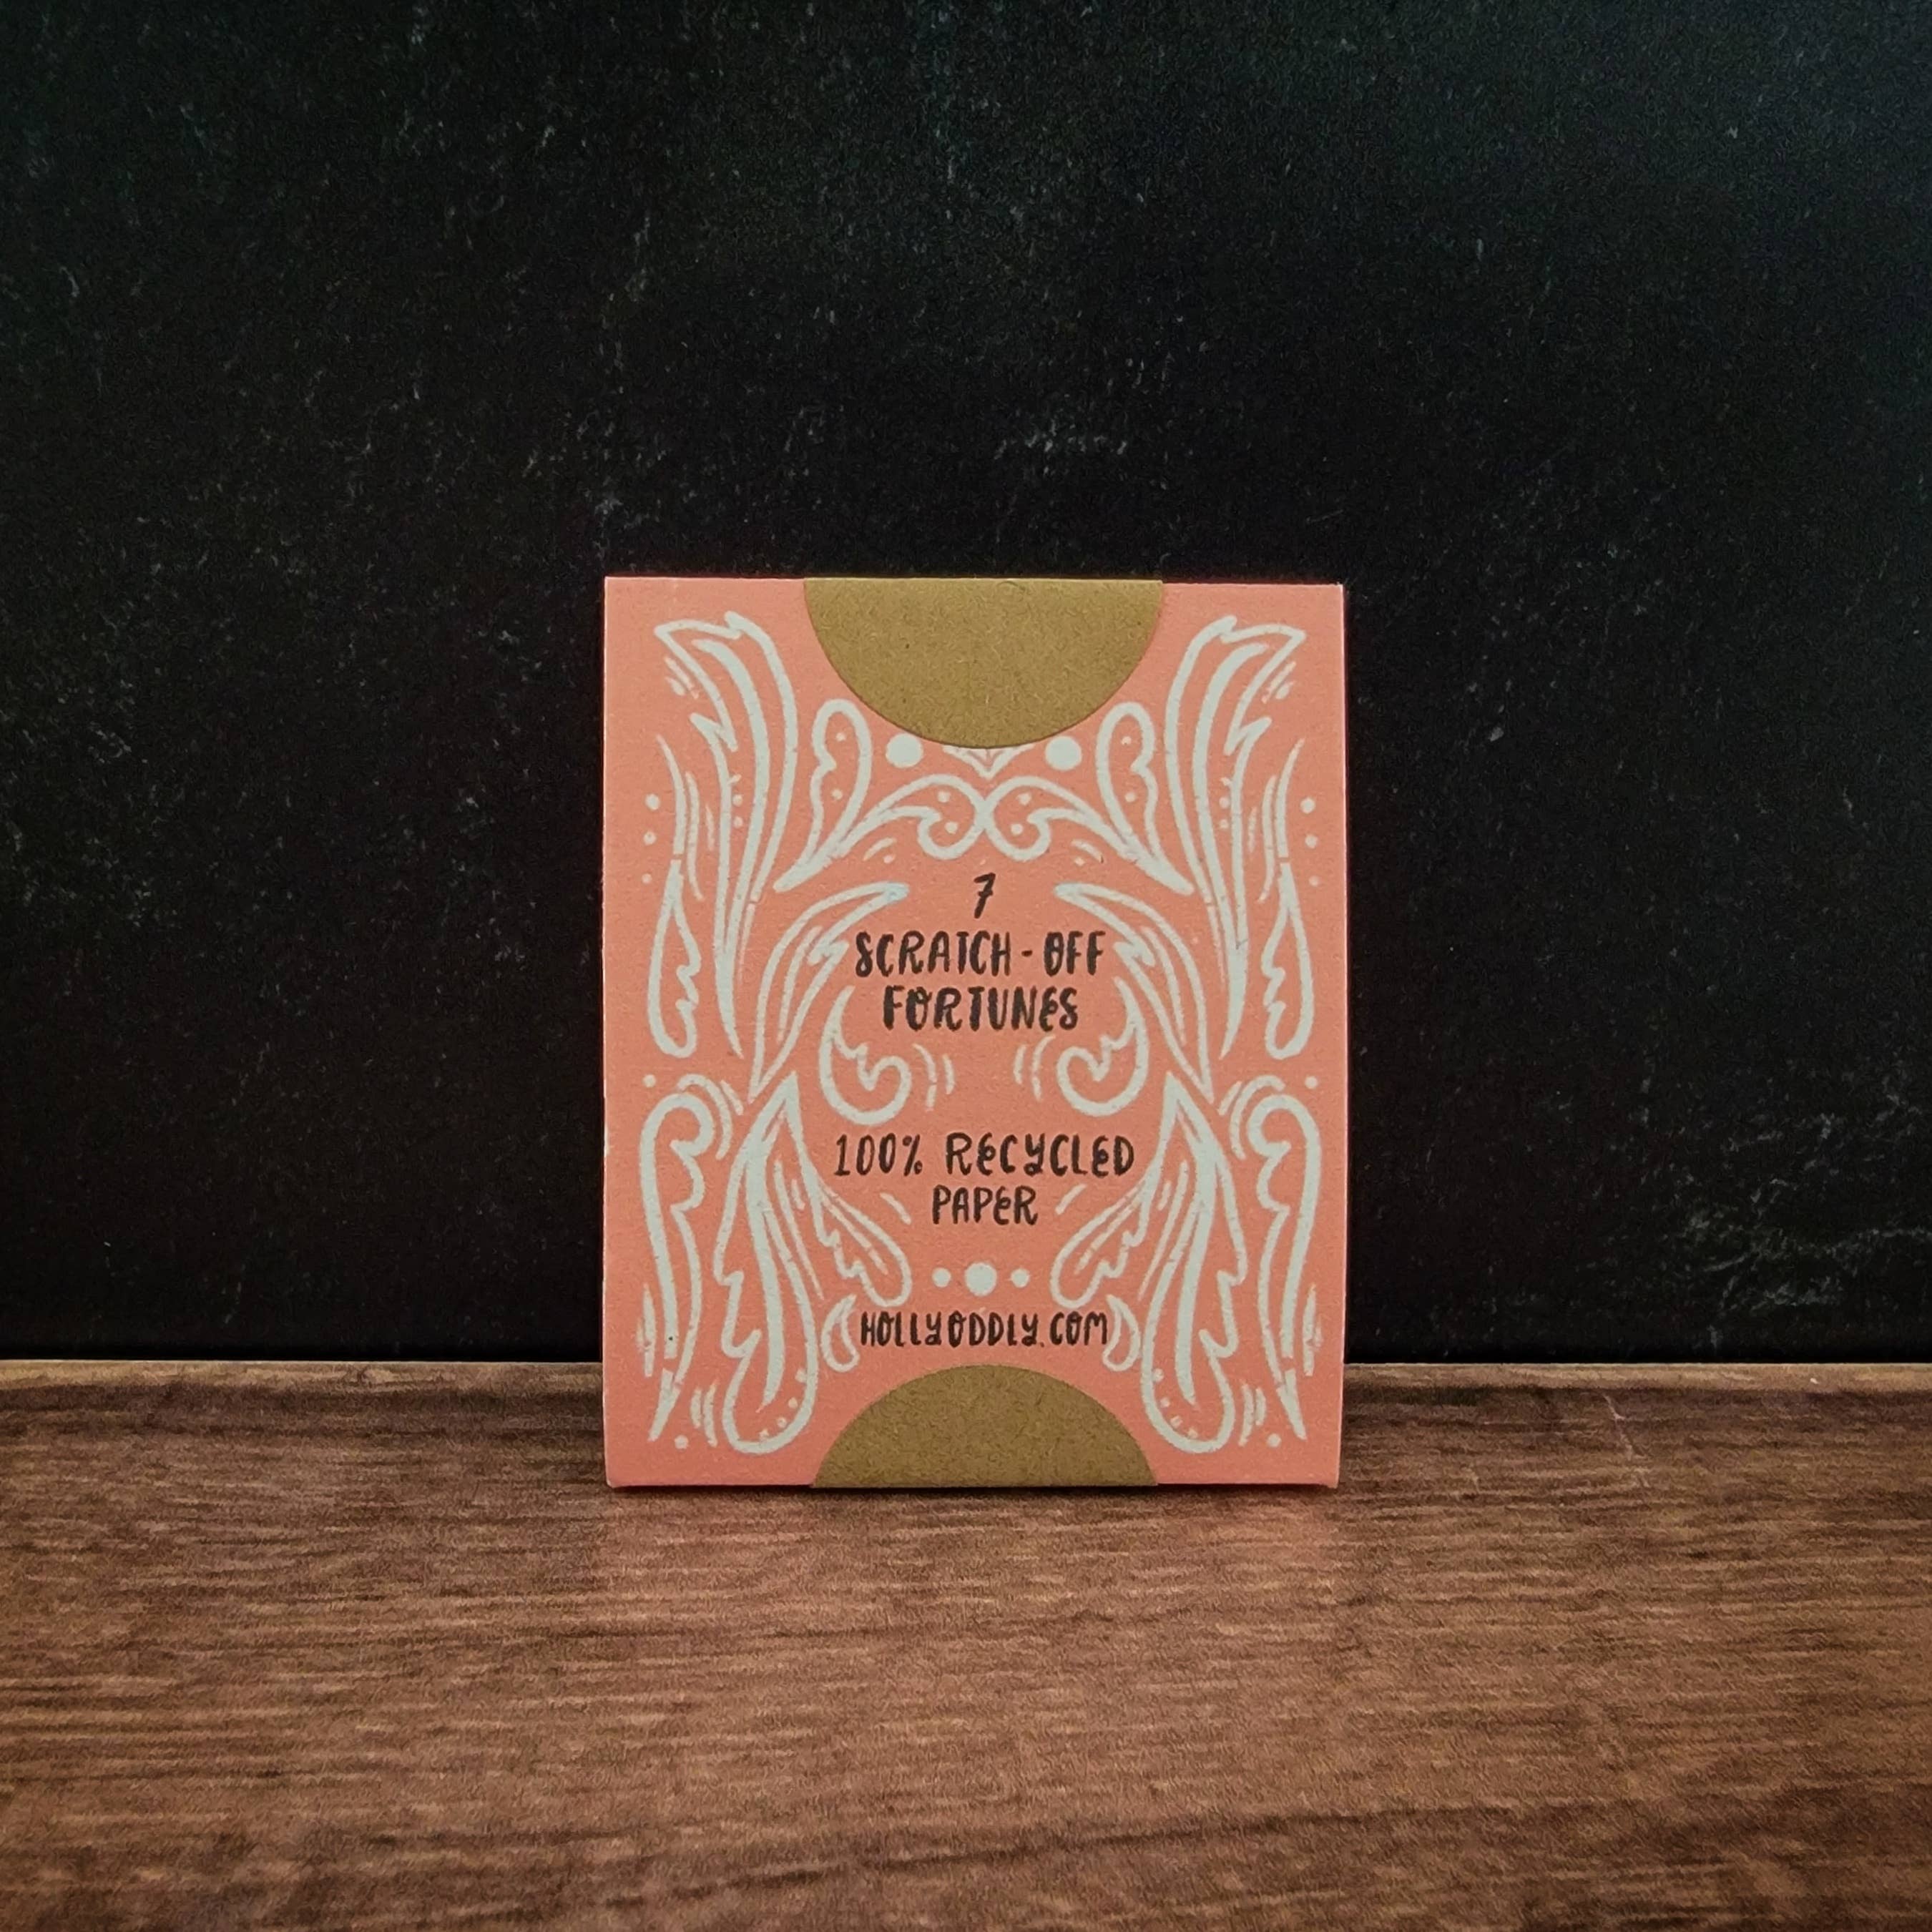 7
SCRATCH-OFF
FORTUNES
100% RECYCLED
PAPER
HOLLYODDLY.COM